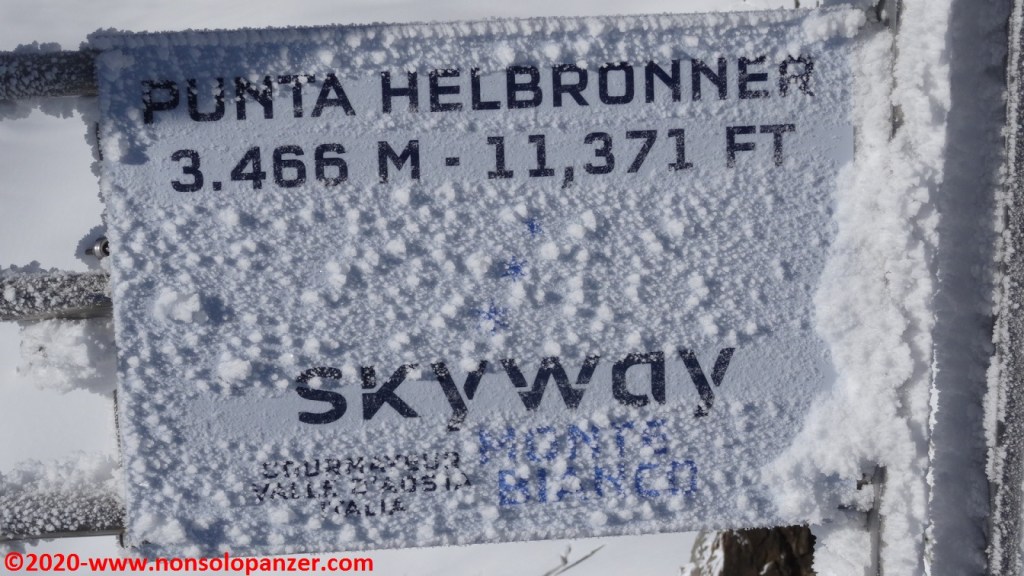 PUNTA HELBRONNER
3.466 M - 11,371 FT
skyway
MONTE
BIANCO
COURMAYEUR
VALLE D'AOSTA
ITALIA
©2020-www.nonsolopanzer.com